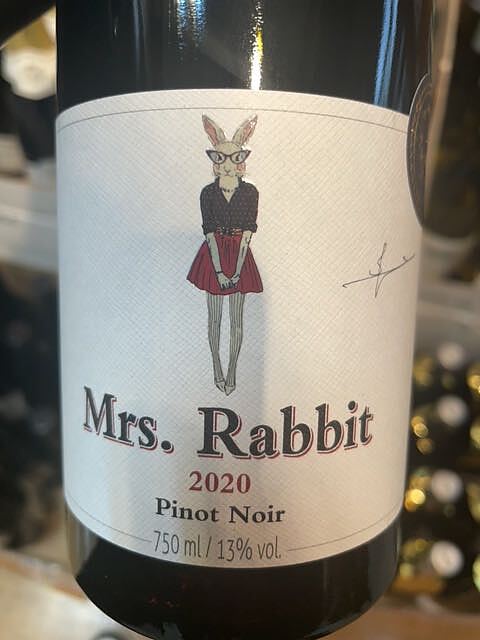 Mrs. Rabbit
2020
Pinot Noir
750 ml / 13% vol.